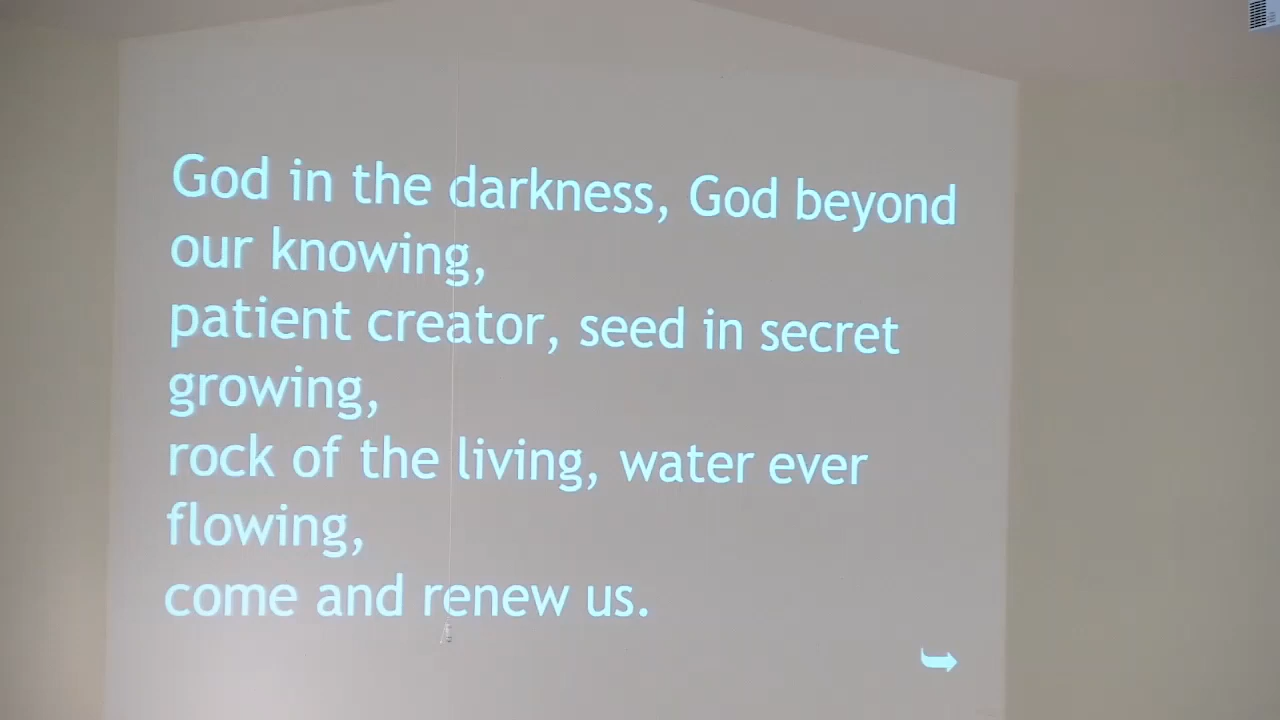 God in the darkness, God beyond
our knowing,
patient creator, seed in secret
growing,
rock of the living, water ever
flowing,
come and renew us.